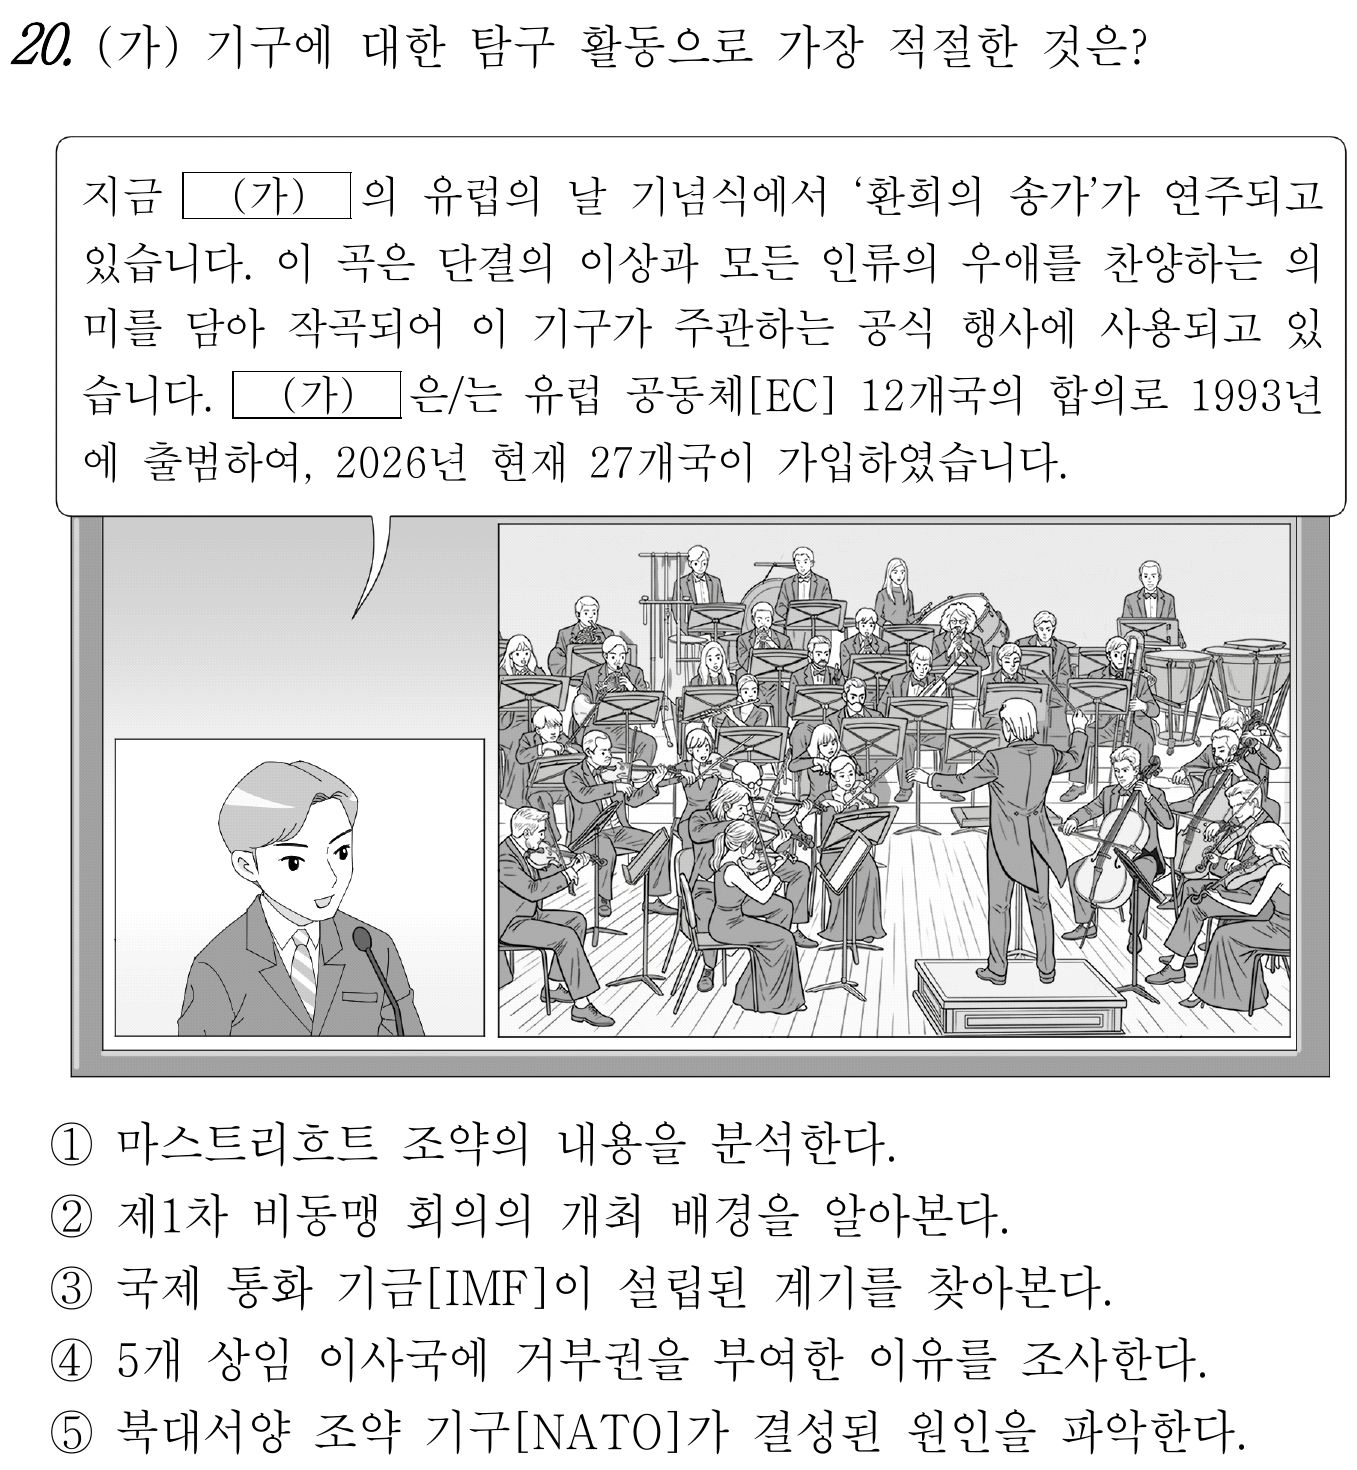 20. (가) 기구에 대한 탐구 활동으로 가장 적절한 것은?
지금 (가) 의 유럽의 날 기념식에서 ‘환희의 송가’가 연주되고
있습니다. 이 곡은 단결의 이상과 모든 인류의 우애를 찬양하는 의
미를 담아 작곡되어 이 기구가 주관하는 공식 행사에 사용되고 있
습니다. (가) 은/는 유럽 공동체[EC] 12개국의 합의로 1993년
에 출범하여, 2026년 현재 27개국이 가입하였습니다.
① 마스트리흐트 조약의 내용을 분석한다.
② 제1차 비동맹 회의의 개최 배경을 알아본다.
③ 국제 통화 기금[IMF]이 설립된 계기를 찾아본다.
④ 5개 상임 이사국에 거부권을 부여한 이유를 조사한다.
⑤ 북대서양 조약 기구[NATO]가 결성된 원인을 파악한다.